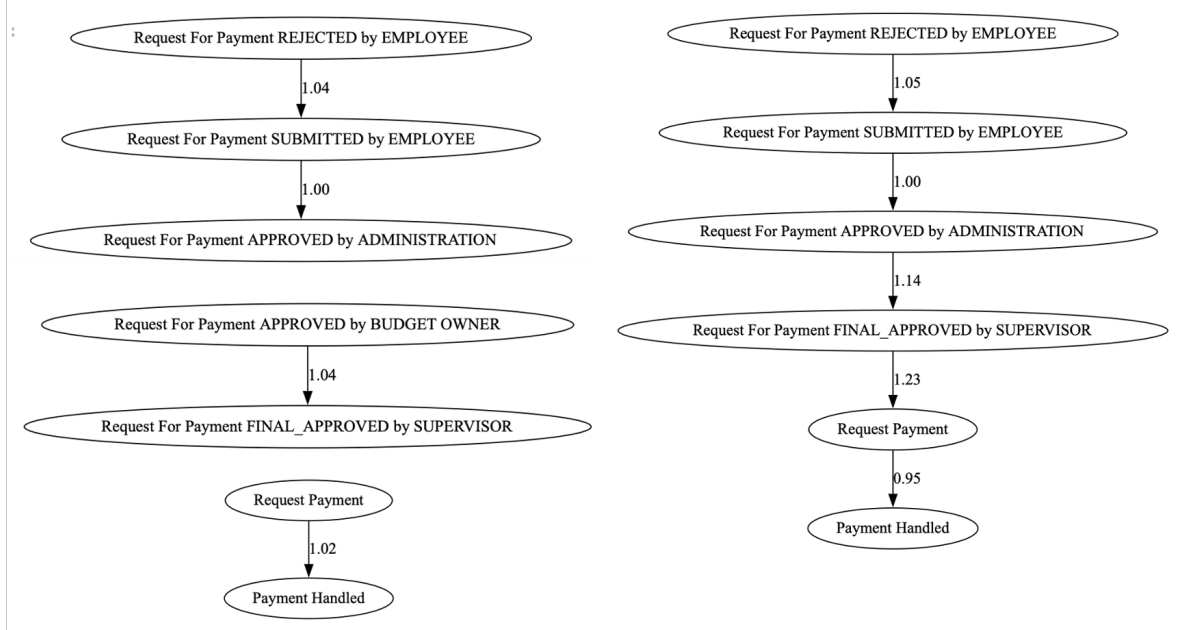 Request For Payment REJECTED by EMPLOYEE
1.04
Request For Payment SUBMITTED by EMPLOYEE
1.00
Request For Payment APPROVED by ADMINISTRATION
Request For Payment APPROVED by BUDGET OWNER
1.04
Request For Payment FINAL_APPROVED by SUPERVISOR
Request Payment
1.02
Payment Handled
Request For Payment REJECTED by EMPLOYEE
1.05
Request For Payment SUBMITTED by EMPLOYEE
1.00
Request For Payment APPROVED by ADMINISTRATION
1.14
Request For Payment FINAL_APPROVED by SUPERVISOR
1.23
Request Payment
0.95
Payment Handled